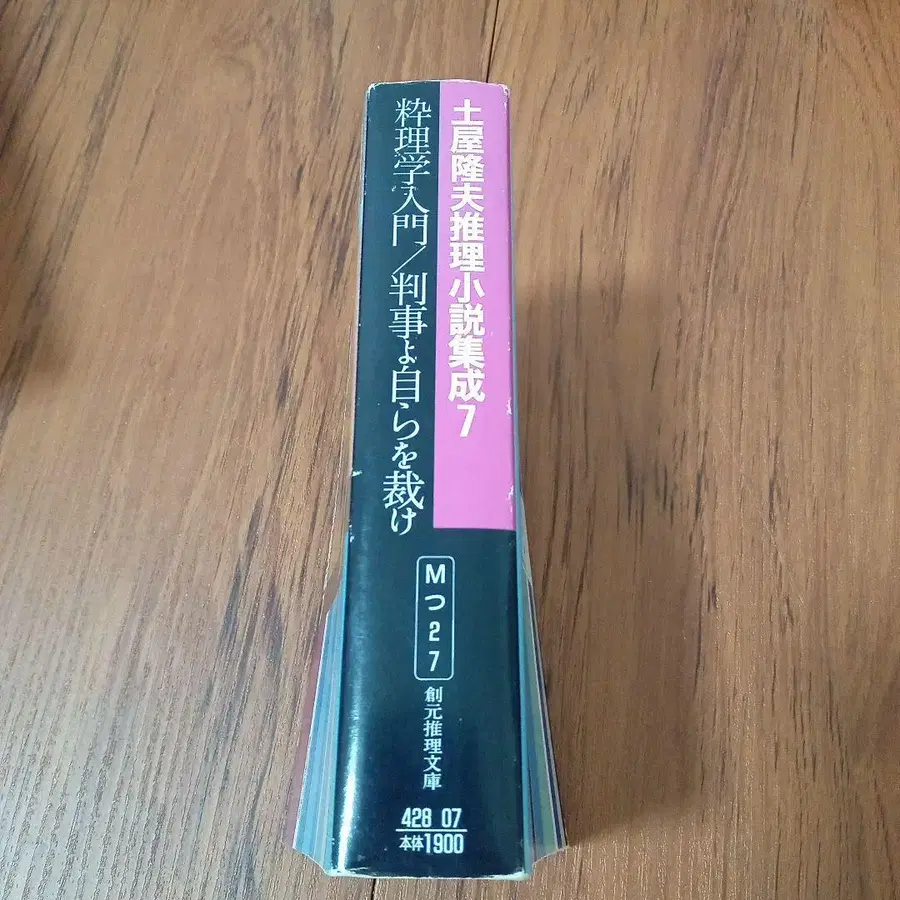 土屋隆夫推理小説集成7
粋理学入門/判事よ自らを裁け
Mつ27
創元推理文庫
428 07
本体1900